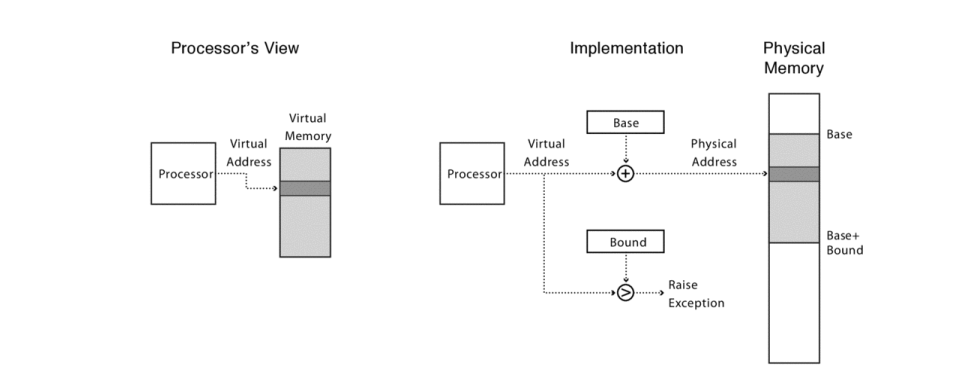 Processor's View
Virtual
Memory
Virtual
Address
Processor
Implementation
Base
Virtual
Address
Processor
+
Physical
Address
Bound
>
Raise
Exception
Physical
Memory
Base
Base+
Bound